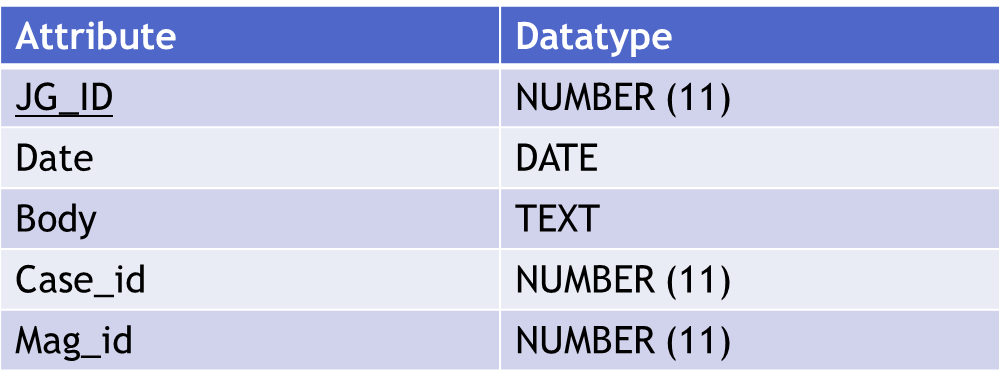 Attribute Datatype
JG_ID NUMBER (11)
Date DATE
Body TEXT
Case_id NUMBER (11)
Mag_id NUMBER (11)